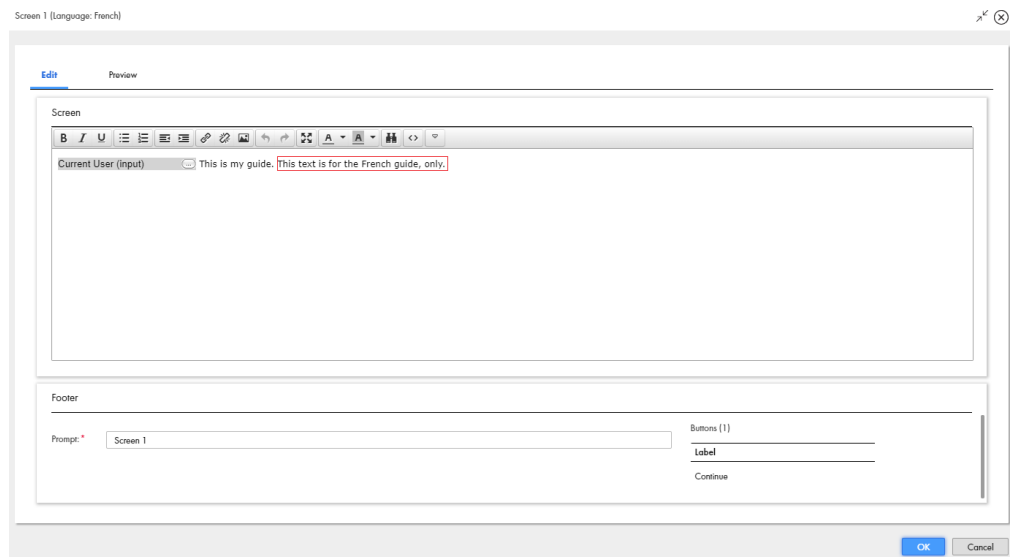 Screen 1 (Language: French)
Edit Preview
Screen
B I U A A
Current User (input) ... This is my guide. This text is for the French guide, only.
Footer
Prompt: * Screen 1
Buttons (1)
Label
Continue
OK Cancel